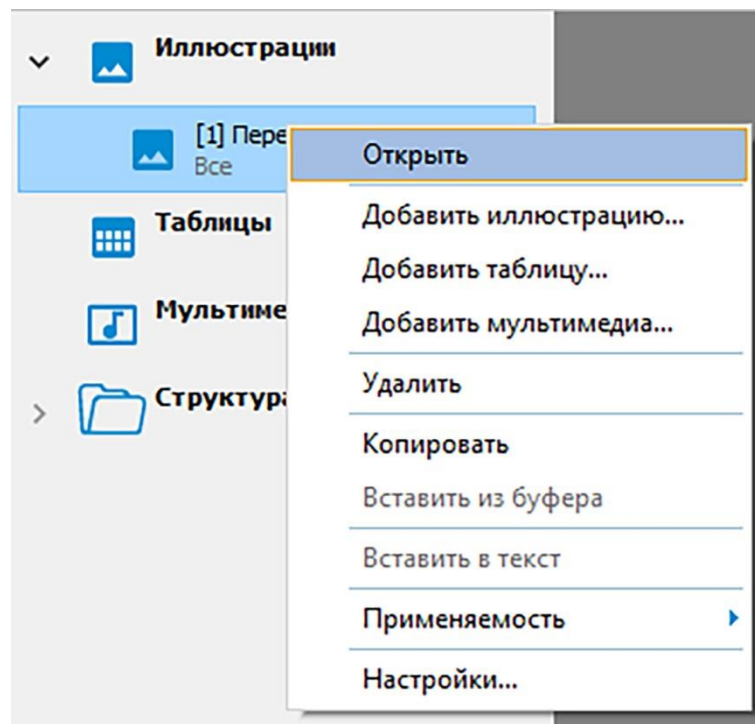 Иллюстрации
[1] Пере
Все
Таблицы
Мультиме
Структур
Открыть
Добавить иллюстрацию...
Добавить таблицу...
Добавить мультимедиа...
Удалить
Копировать
Вставить из буфера
Вставить в текст
Применяемость
Настройки...